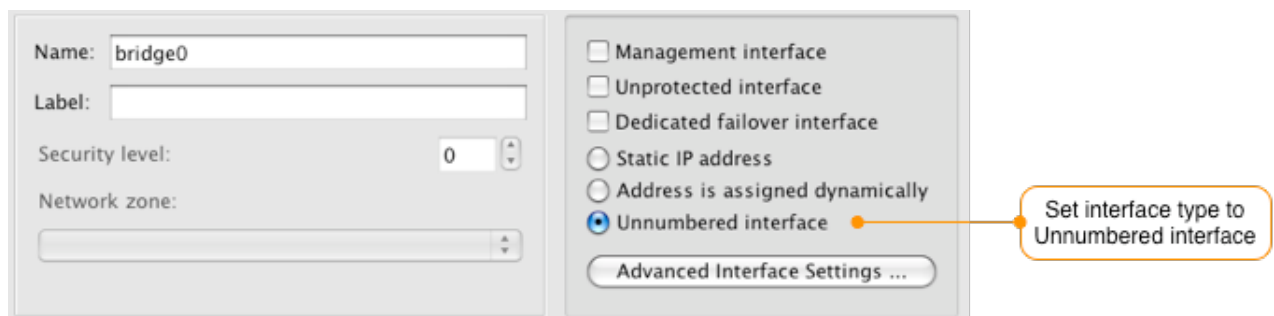 Name: bridge0
Label:
Security level: 0
Network zone:
Management interface
Unprotected interface
Dedicated failover interface
Static IP address
Address is assigned dynamically
Unnumbered interface
Advanced Interface Settings ...
Set interface type to
Unnumbered interface